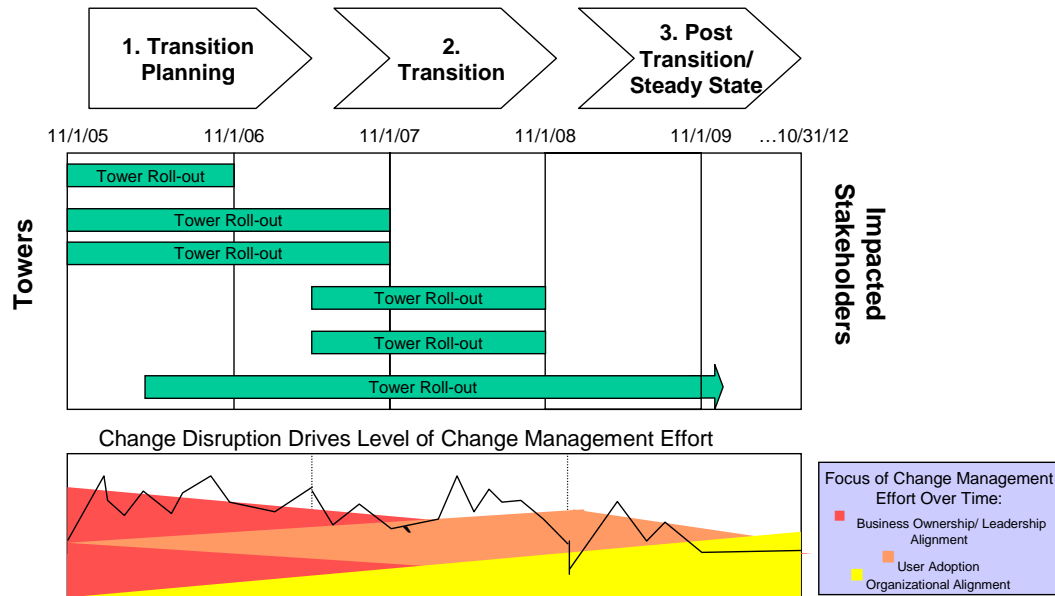 1. Transition
Planning
2.
Transition
3. Post
Transition/
Steady State
11/1/05
11/1/06
11/1/07
11/1/08
11/1/09
…10/31/12
Towers
Tower Roll-out
Tower Roll-out
Tower Roll-out
Tower Roll-out
Tower Roll-out
Tower Roll-out
Impacted
Stakeholders
Change Disruption Drives Level of Change Management Effort
Focus of Change Management
Effort Over Time:
Business Ownership/ Leadership
Alignment
User Adoption
Organizational Alignment